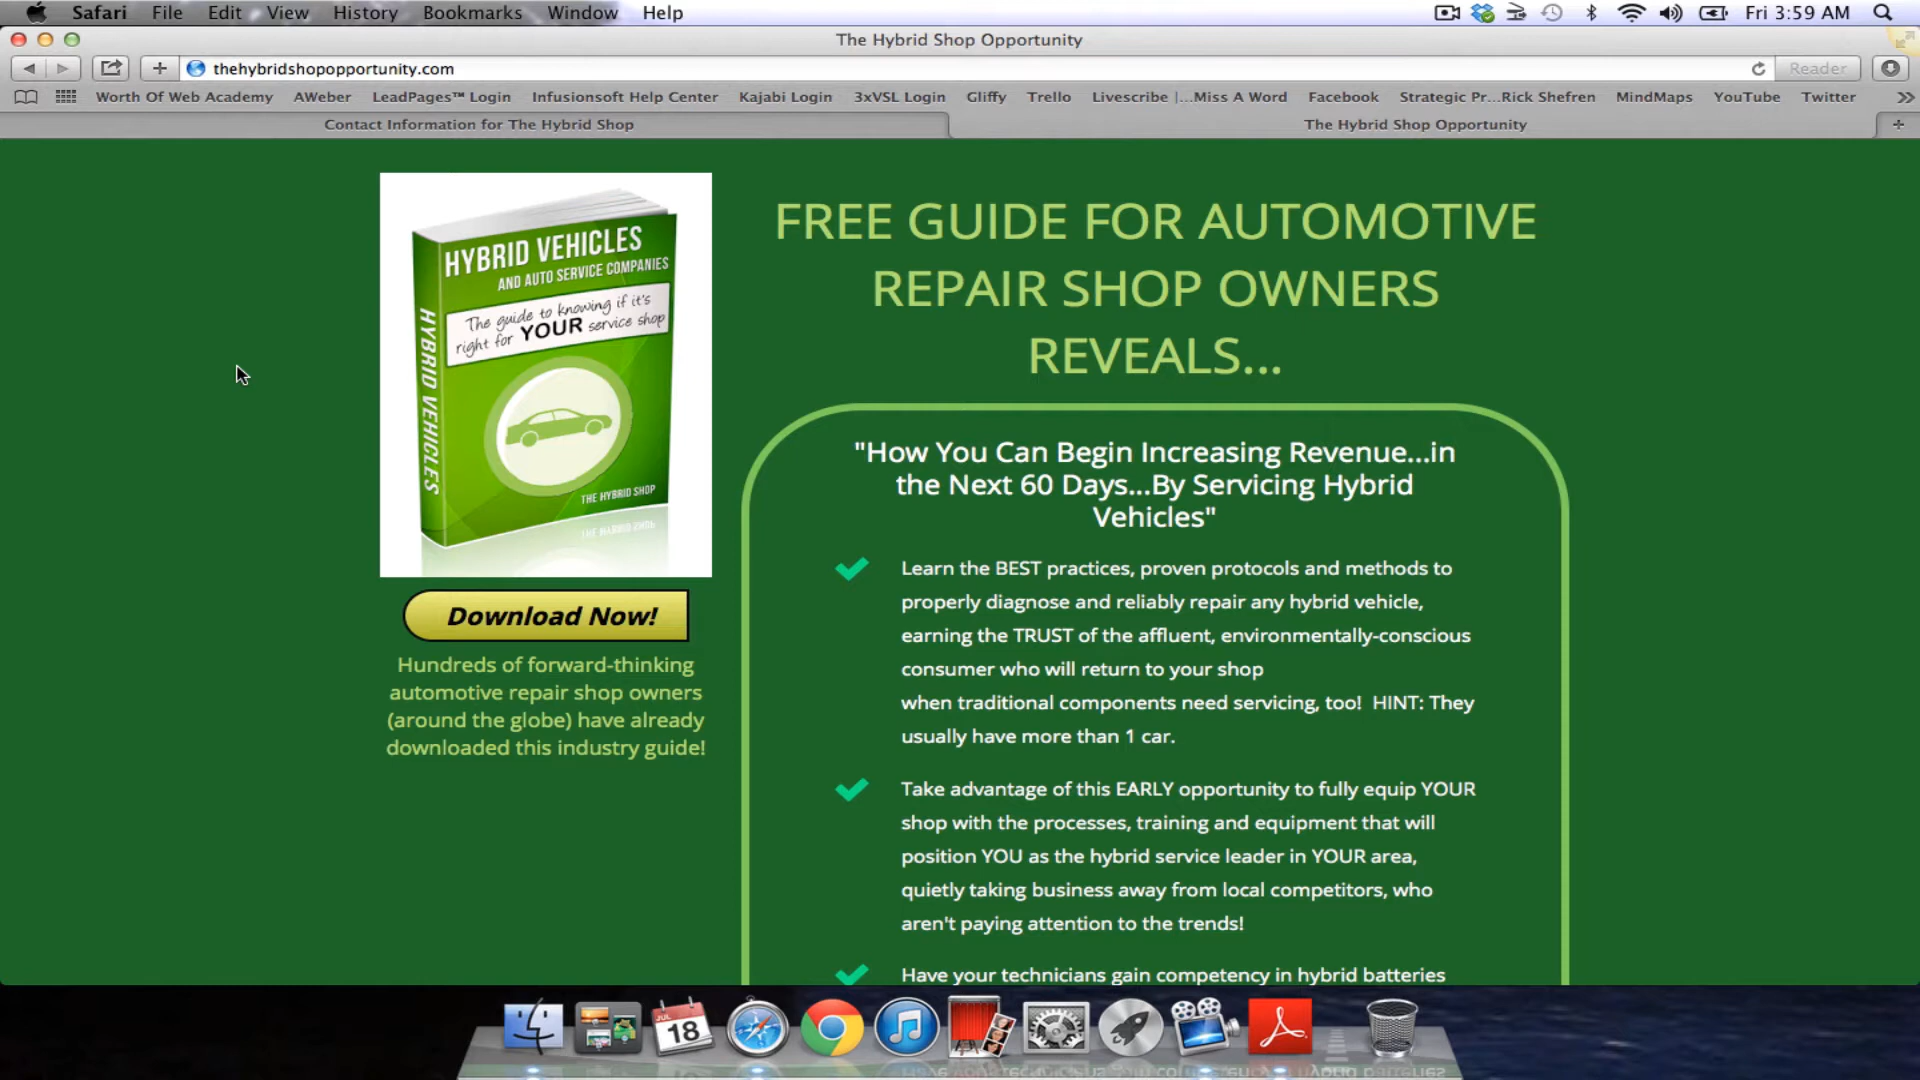 Safari File Edit View History Bookmarks Window Help
Fri 3:59 AM
The Hybrid Shop Opportunity
thehybridshopopportunity.com
Reader
Worth Of Web Academy AWeber LeadPages™ Login Infusionsoft Help Center Kajabi Login 3xVSL Login Gliffy Trello Livescribe |...Miss A Word Facebook Strategic Pr...Rick Shefren MindMaps YouTube Twitter
Contact Information for The Hybrid Shop
The Hybrid Shop Opportunity
HYBRID VEHICLES
AND AUTO SERVICE COMPANIES
The guide to knowing if it's
right for YOUR service shop
HYBRID VEHICLES
THE HYBRID SHOP
Download Now!
Hundreds of forward-thinking
automotive repair shop owners
(around the globe) have already
downloaded this industry guide!
FREE GUIDE FOR AUTOMOTIVE
REPAIR SHOP OWNERS
REVEALS...
"How You Can Begin Increasing Revenue...in
the Next 60 Days...By Servicing Hybrid
Vehicles"
Learn the BEST practices, proven protocols and methods to
properly diagnose and reliably repair any hybrid vehicle,
earning the TRUST of the affluent, environmentally-conscious
consumer who will return to your shop
when traditional components need servicing, too! HINT: They
usually have more than 1 car.
Take advantage of this EARLY opportunity to fully equip YOUR
shop with the processes, training and equipment that will
position YOU as the hybrid service leader in YOUR area,
quietly taking business away from local competitors, who
aren't paying attention to the trends!
Have your technicians gain competency in hybrid batteries
JUL
18